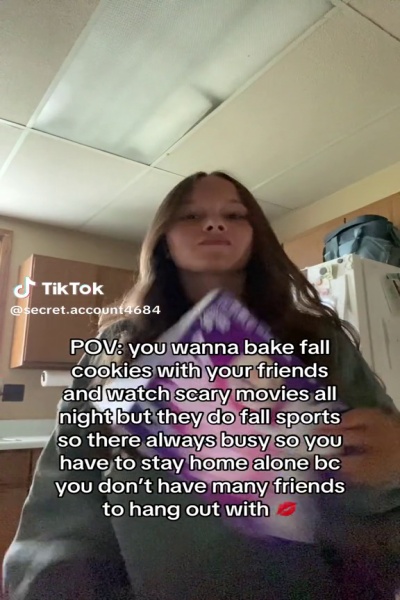 TikTok
@secret.account4684
POV: you wanna bake fall
cookies with your friends
and watch scary movies all
night but they do fall sports
so there always busy so you
have to stay home alone bc
you don't have many friends
to hang out with 💋